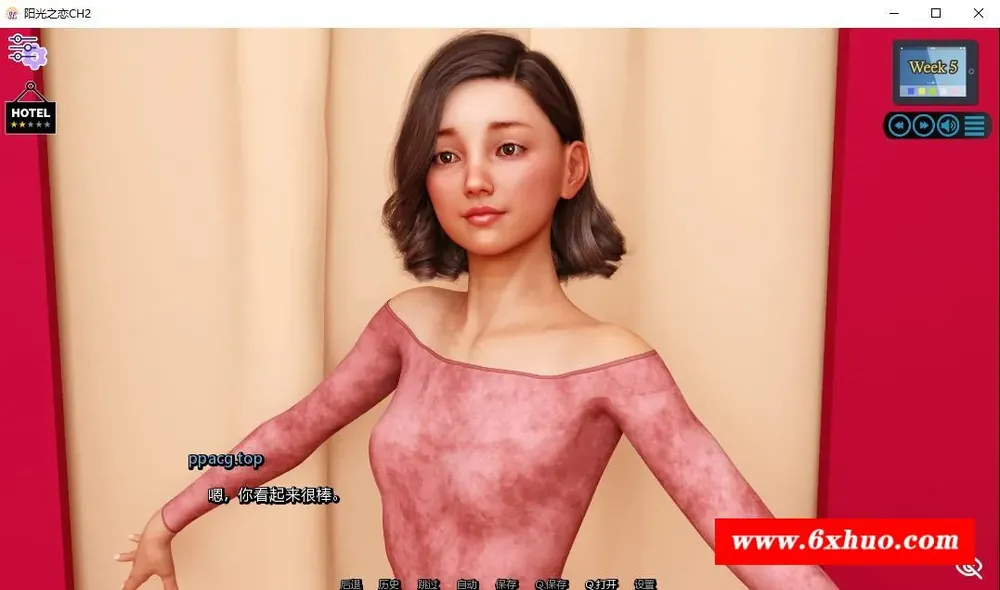 阳光之恋CH2
HOTEL
Week 5
ppacg.top
嗯，你看起来很棒。
www.6xhuo.com
后退 历史 跳过 自动 保存 Q.保存 Q.打开 设置